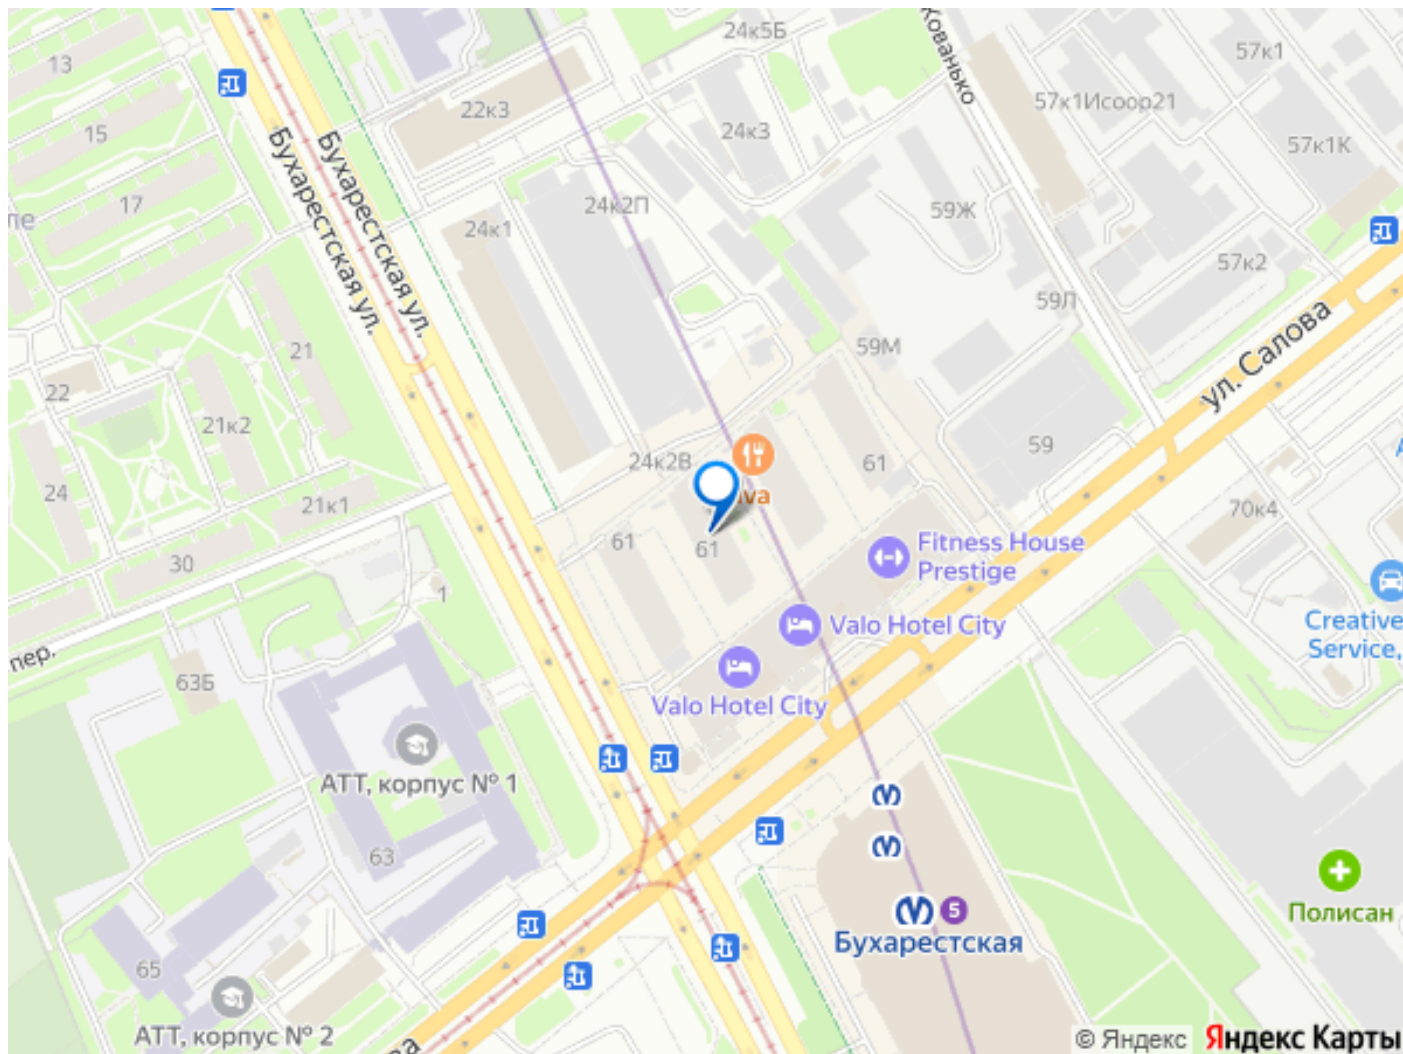 24к5Б
Кованько
57к1
13
22к3
57к1Исоор21
15
24к3
57к1К
Бухарестская ул.
Бухарестская ул.
17
24к2П
59Ж
24к1
57к2
59Л
ул. Салова
21
59М
22
21к2
59
24к2В
61
24
21к1
70к4
61
61
Fitness House
Prestige
30
1
Valo Hotel City
Creative
Service,
пер.
63Б
Valo Hotel City
АТТ, корпус № 1
63
5
Полисан
Бухарестская
65
АТТ, корпус № 2
© Яндекс Яндекс Карты